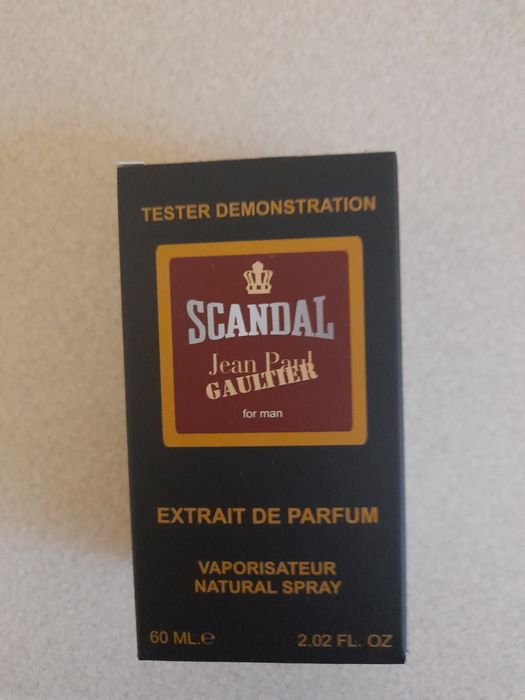 TESTER DEMONSTRATION
SCANDAL
Jean Paul
GAULTIER
for man
EXTRAIT DE PARFUM
VAPORISATEUR
NATURAL SPRAY
60 ML.e 2.02 FL. OZ